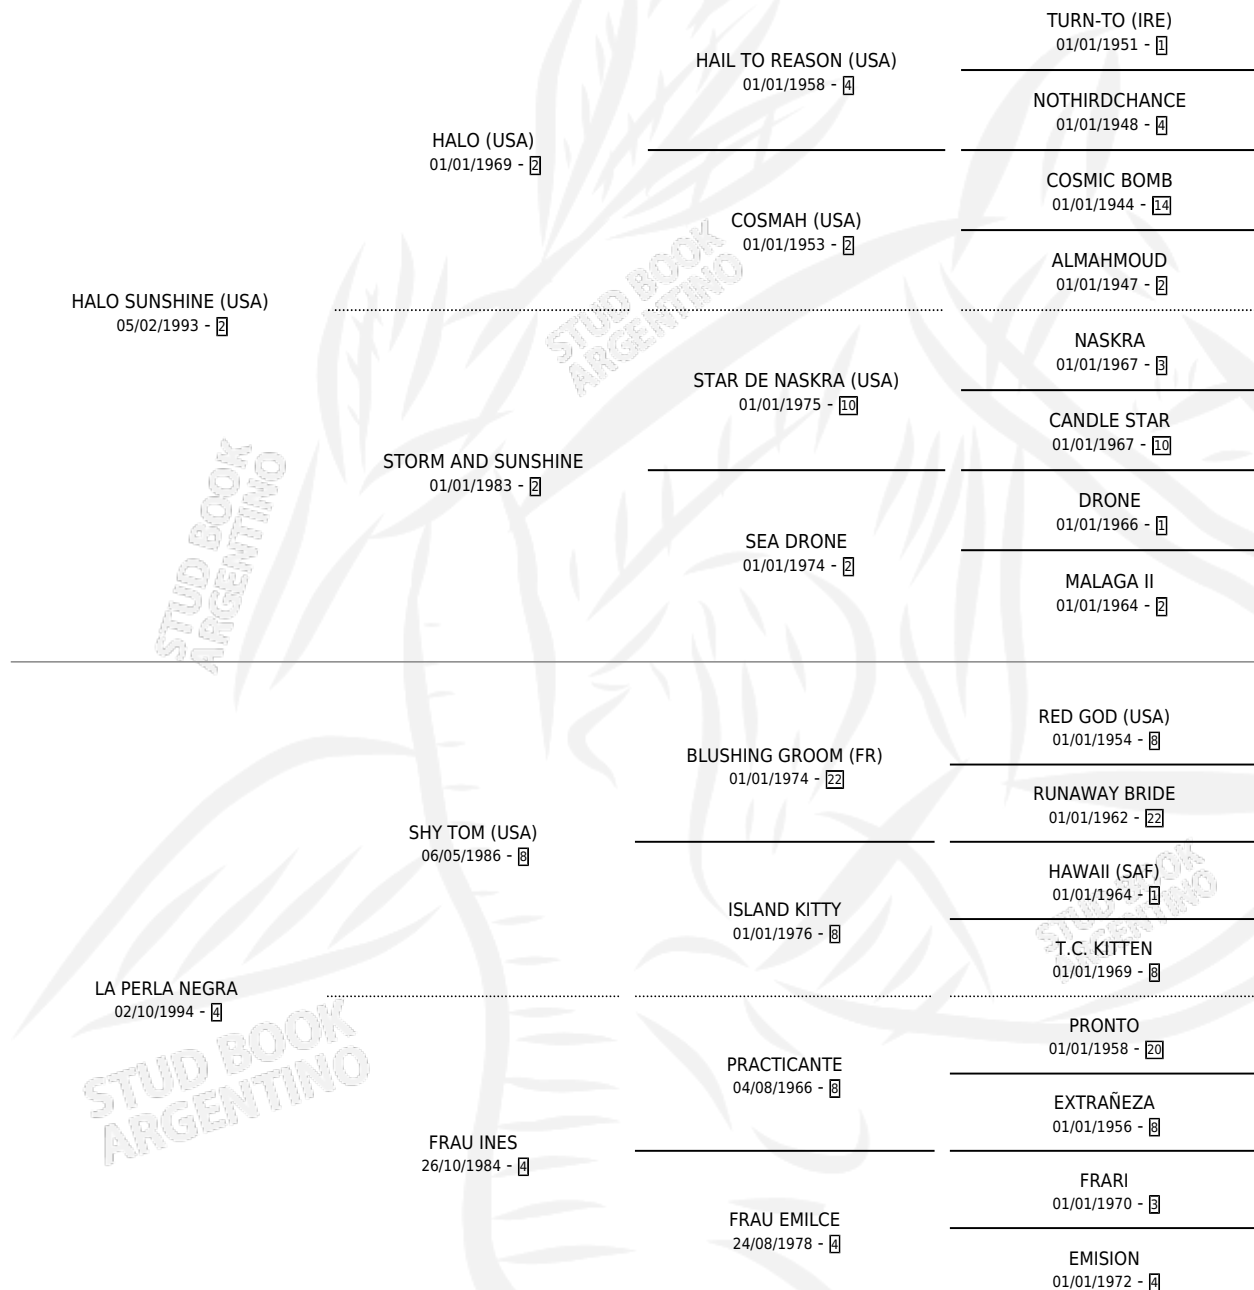 TURN-TO (IRE)
01/01/1951 - 1
HAIL TO REASON (USA)
01/01/1958 - 4
NOTHIRDCHANCE
01/01/1948 - 4
HALO (USA)
01/01/1969 - 2
COSMIC BOMB
01/01/1944 - 14
COSMAH (USA)
01/01/1953 - 2
ALMAHMOUD
01/01/1947 - 2
HALO SUNSHINE (USA)
05/02/1993 - 2
NASKRA
01/01/1967 - 3
STAR DE NASKRA (USA)
01/01/1975 - 10
CANDLE STAR
01/01/1967 - 10
STORM AND SUNSHINE
01/01/1983 - 2
DRONE
01/01/1966 - 1
SEA DRONE
01/01/1974 - 2
MALAGA II
01/01/1964 - 2
RED GOD (USA)
01/01/1954 - 8
BLUSHING GROOM (FR)
01/01/1974 - 22
RUNAWAY BRIDE
01/01/1962 - 22
SHY TOM (USA)
06/05/1986 - 8
HAWAII (SAF)
01/01/1964 - 1
ISLAND KITTY
01/01/1976 - 8
T.C. KITTEN
01/01/1969 - 8
LA PERLA NEGRA
02/10/1994 - 4
PRONTO
01/01/1958 - 20
PRACTICANTE
04/08/1966 - 8
EXTRAÑEZA
01/01/1956 - 8
FRAU INES
26/10/1984 - 4
FRARI
01/01/1970 - 3
FRAU EMILCE
24/08/1978 - 4
EMISION
01/01/1972 - 4
STUD BOOK
ARGENTINO
STUD BOOK
ARGENTINO
STUD BOOK
ARGENTINO
STUD BOOK
ARGENTINO